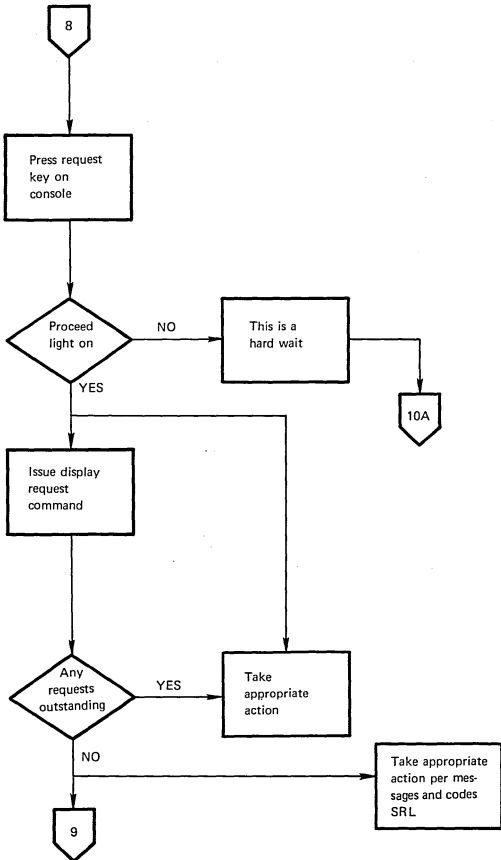 8
Press request
key on
console
Proceed
light on
NO
This is a
hard wait
YES
10A
Issue display
request
command
Any
requests
outstanding
YES
Take
appropriate
action
NO
Take appropriate
action per mes-
sages and codes
SRL
9